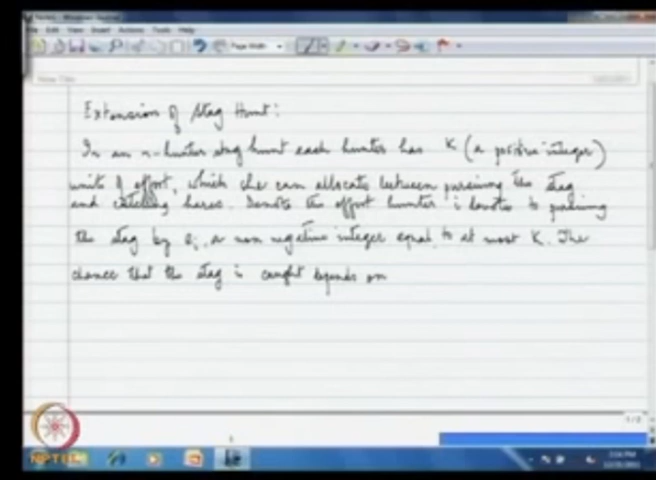 Extension of Stag Hunt:
In an n-hunter stag hunt each hunter has K (a positive integer)
units of effort, which she can allocate between pursuing the stag
and catching hares. Denote the effort hunter i devotes to pursuing
the stag by ei, a non negative integer equal to at most K. The
chance that the stag is caught depends on
NPTEL